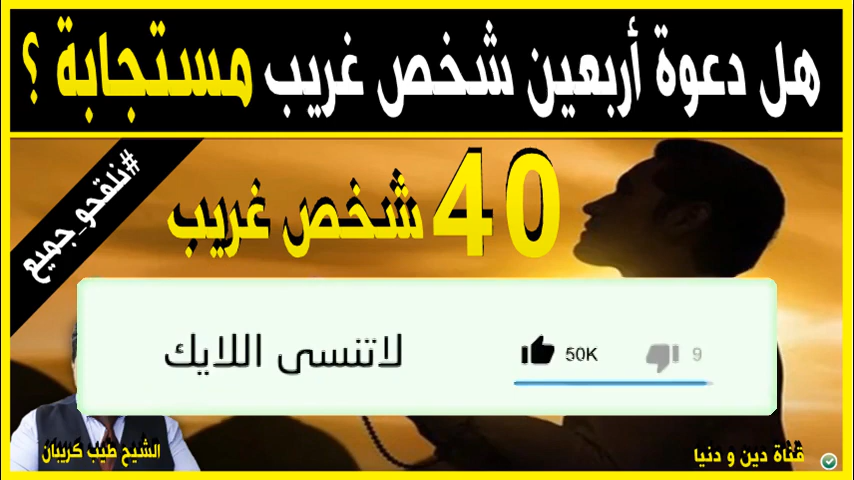 هل دعوة أربعين شخص غريب مستجابة ؟
#نلقحو_جميع
40 شخص غريب
لاتنسى اللايك
50K
9
الشيخ طيب كريبان
قناة دين و دنيا